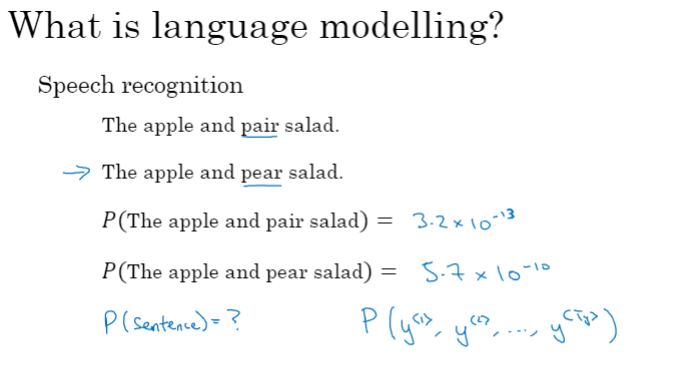 What is language modelling?
Speech recognition
The apple and pair salad.
→ The apple and pear salad.
P(The apple and pair salad) = 3.2 × 10⁻¹³
P(The apple and pear salad) = 5.7 × 10⁻¹⁰
P(sentence) = ? P(y^{<1>}, y^{<2>}, ..., y^{<T_y>})